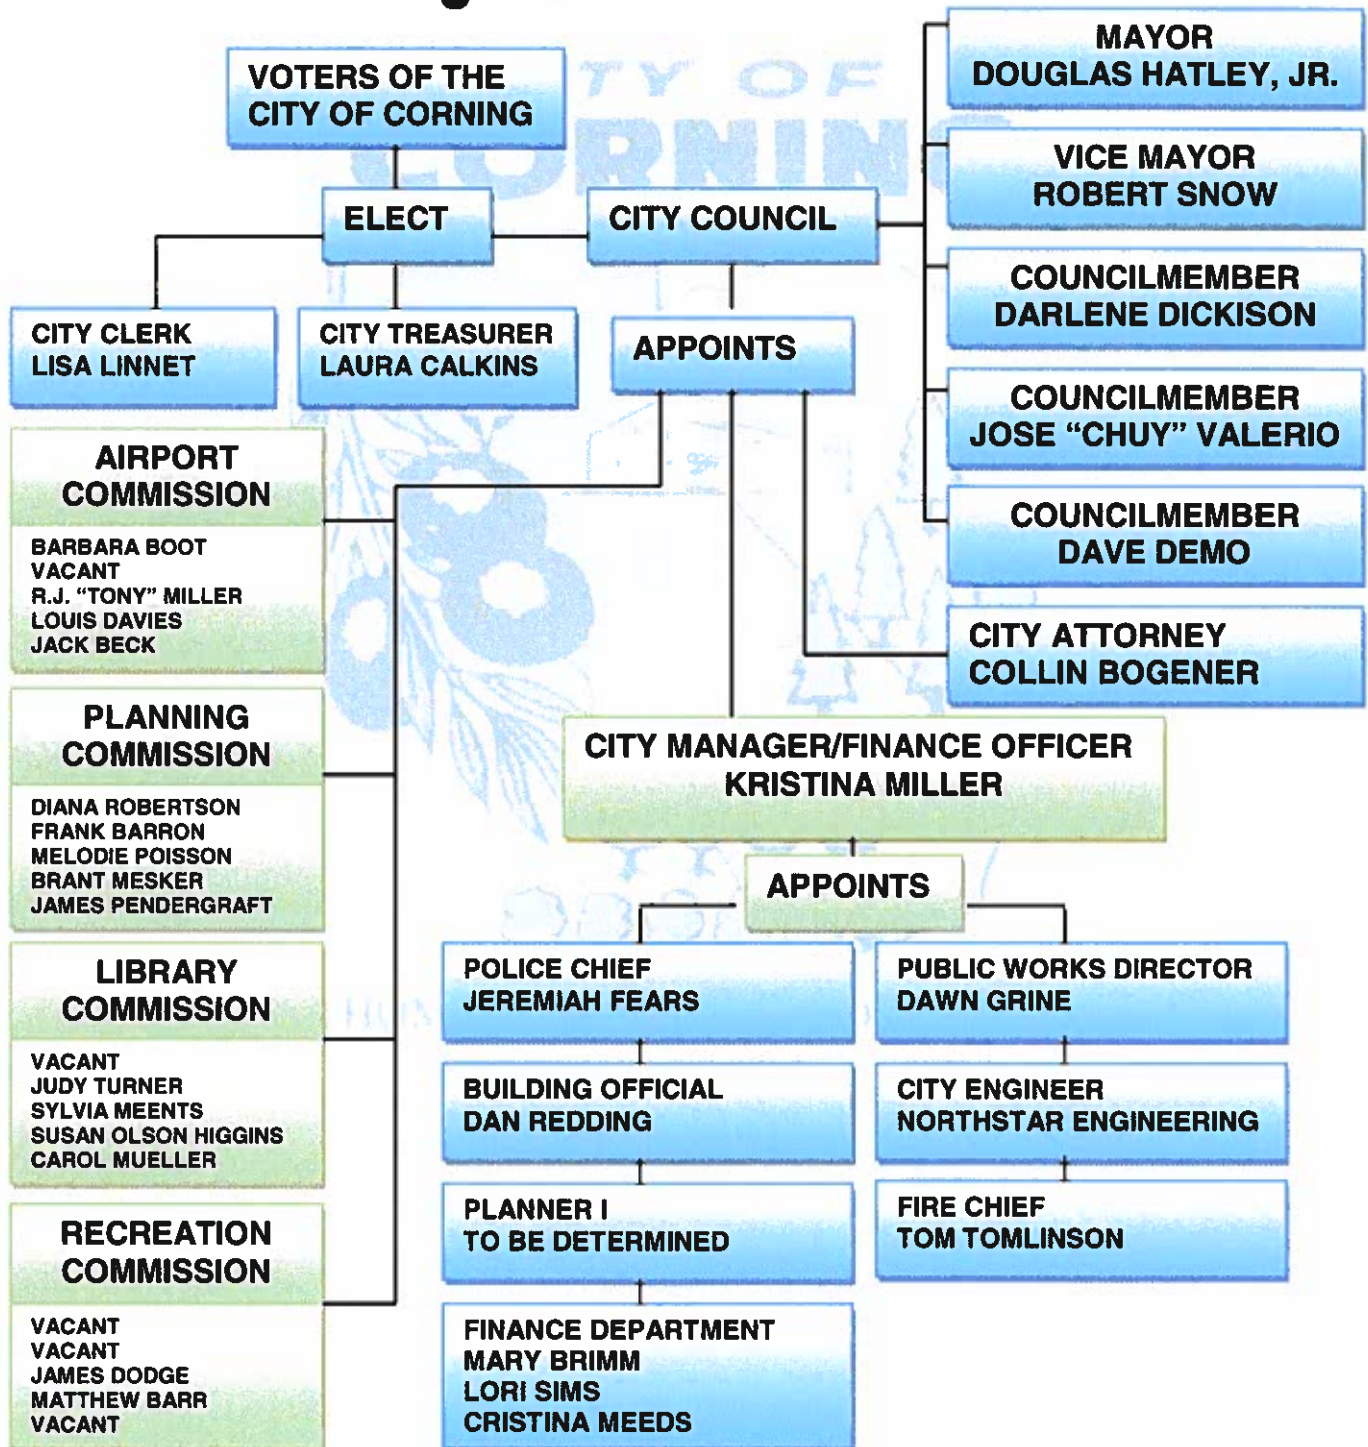 VOTERS OF THE
CITY OF CORNING
ELECT
CITY COUNCIL
MAYOR
DOUGLAS HATLEY, JR.
VICE MAYOR
ROBERT SNOW
COUNCILMEMBER
DARLENE DICKISON
COUNCILMEMBER
JOSE “CHUY” VALERIO
COUNCILMEMBER
DAVE DEMO
CITY CLERK
LISA LINNET
CITY TREASURER
LAURA CALKINS
APPOINTS
CITY ATTORNEY
COLLIN BOGENER
AIRPORT
COMMISSION
BARBARA BOOT
VACANT
R.J. “TONY” MILLER
LOUIS DAVIES
JACK BECK
PLANNING
COMMISSION
DIANA ROBERTSON
FRANK BARRON
MELODIE POISSON
BRANT MESKER
JAMES PENDERGRAFT
LIBRARY
COMMISSION
VACANT
JUDY TURNER
SYLVIA MEENTS
SUSAN OLSON HIGGINS
CAROL MUELLER
RECREATION
COMMISSION
VACANT
VACANT
JAMES DODGE
MATTHEW BARR
VACANT
CITY MANAGER/FINANCE OFFICER
KRISTINA MILLER
APPOINTS
POLICE CHIEF
JEREMIAH FEARS
BUILDING OFFICIAL
DAN REDDING
PLANNER I
TO BE DETERMINED
FINANCE DEPARTMENT
MARY BRIMM
LORI SIMS
CRISTINA MEEDS
PUBLIC WORKS DIRECTOR
DAWN GRINE
CITY ENGINEER
NORTHSTAR ENGINEERING
FIRE CHIEF
TOM TOMLINSON